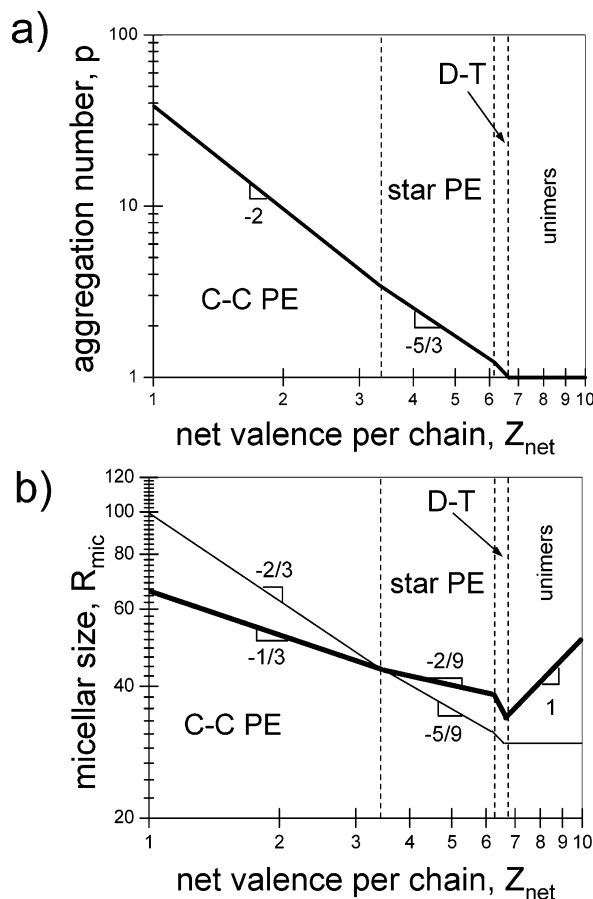 a)
100
10
1
aggregation number, p
D-T
star PE
unimers
-2
C-C PE
-5/3
1 2 3 4 5 6 7 8 9 10
net valence per chain, Znet
b)
120
100
80
60
40
20
micellar size, Rmic
D-T
-2/3
star PE
unimers
-1/3
-2/9
1
C-C PE
-5/9
1 2 3 4 5 6 7 8 9 10
net valence per chain, Znet